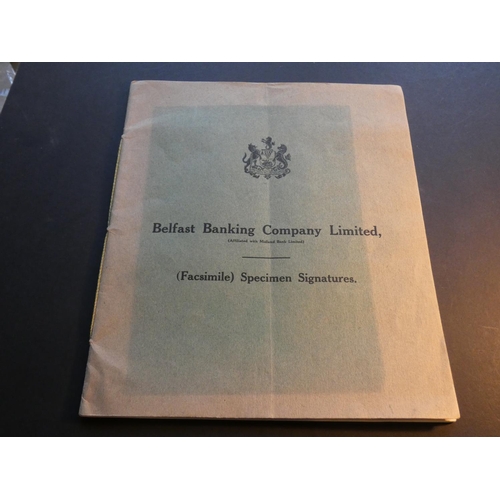 Belfast Banking Company Limited,
(Affiliated with Midland Bank Limited)
(Facsimile) Specimen Signatures.